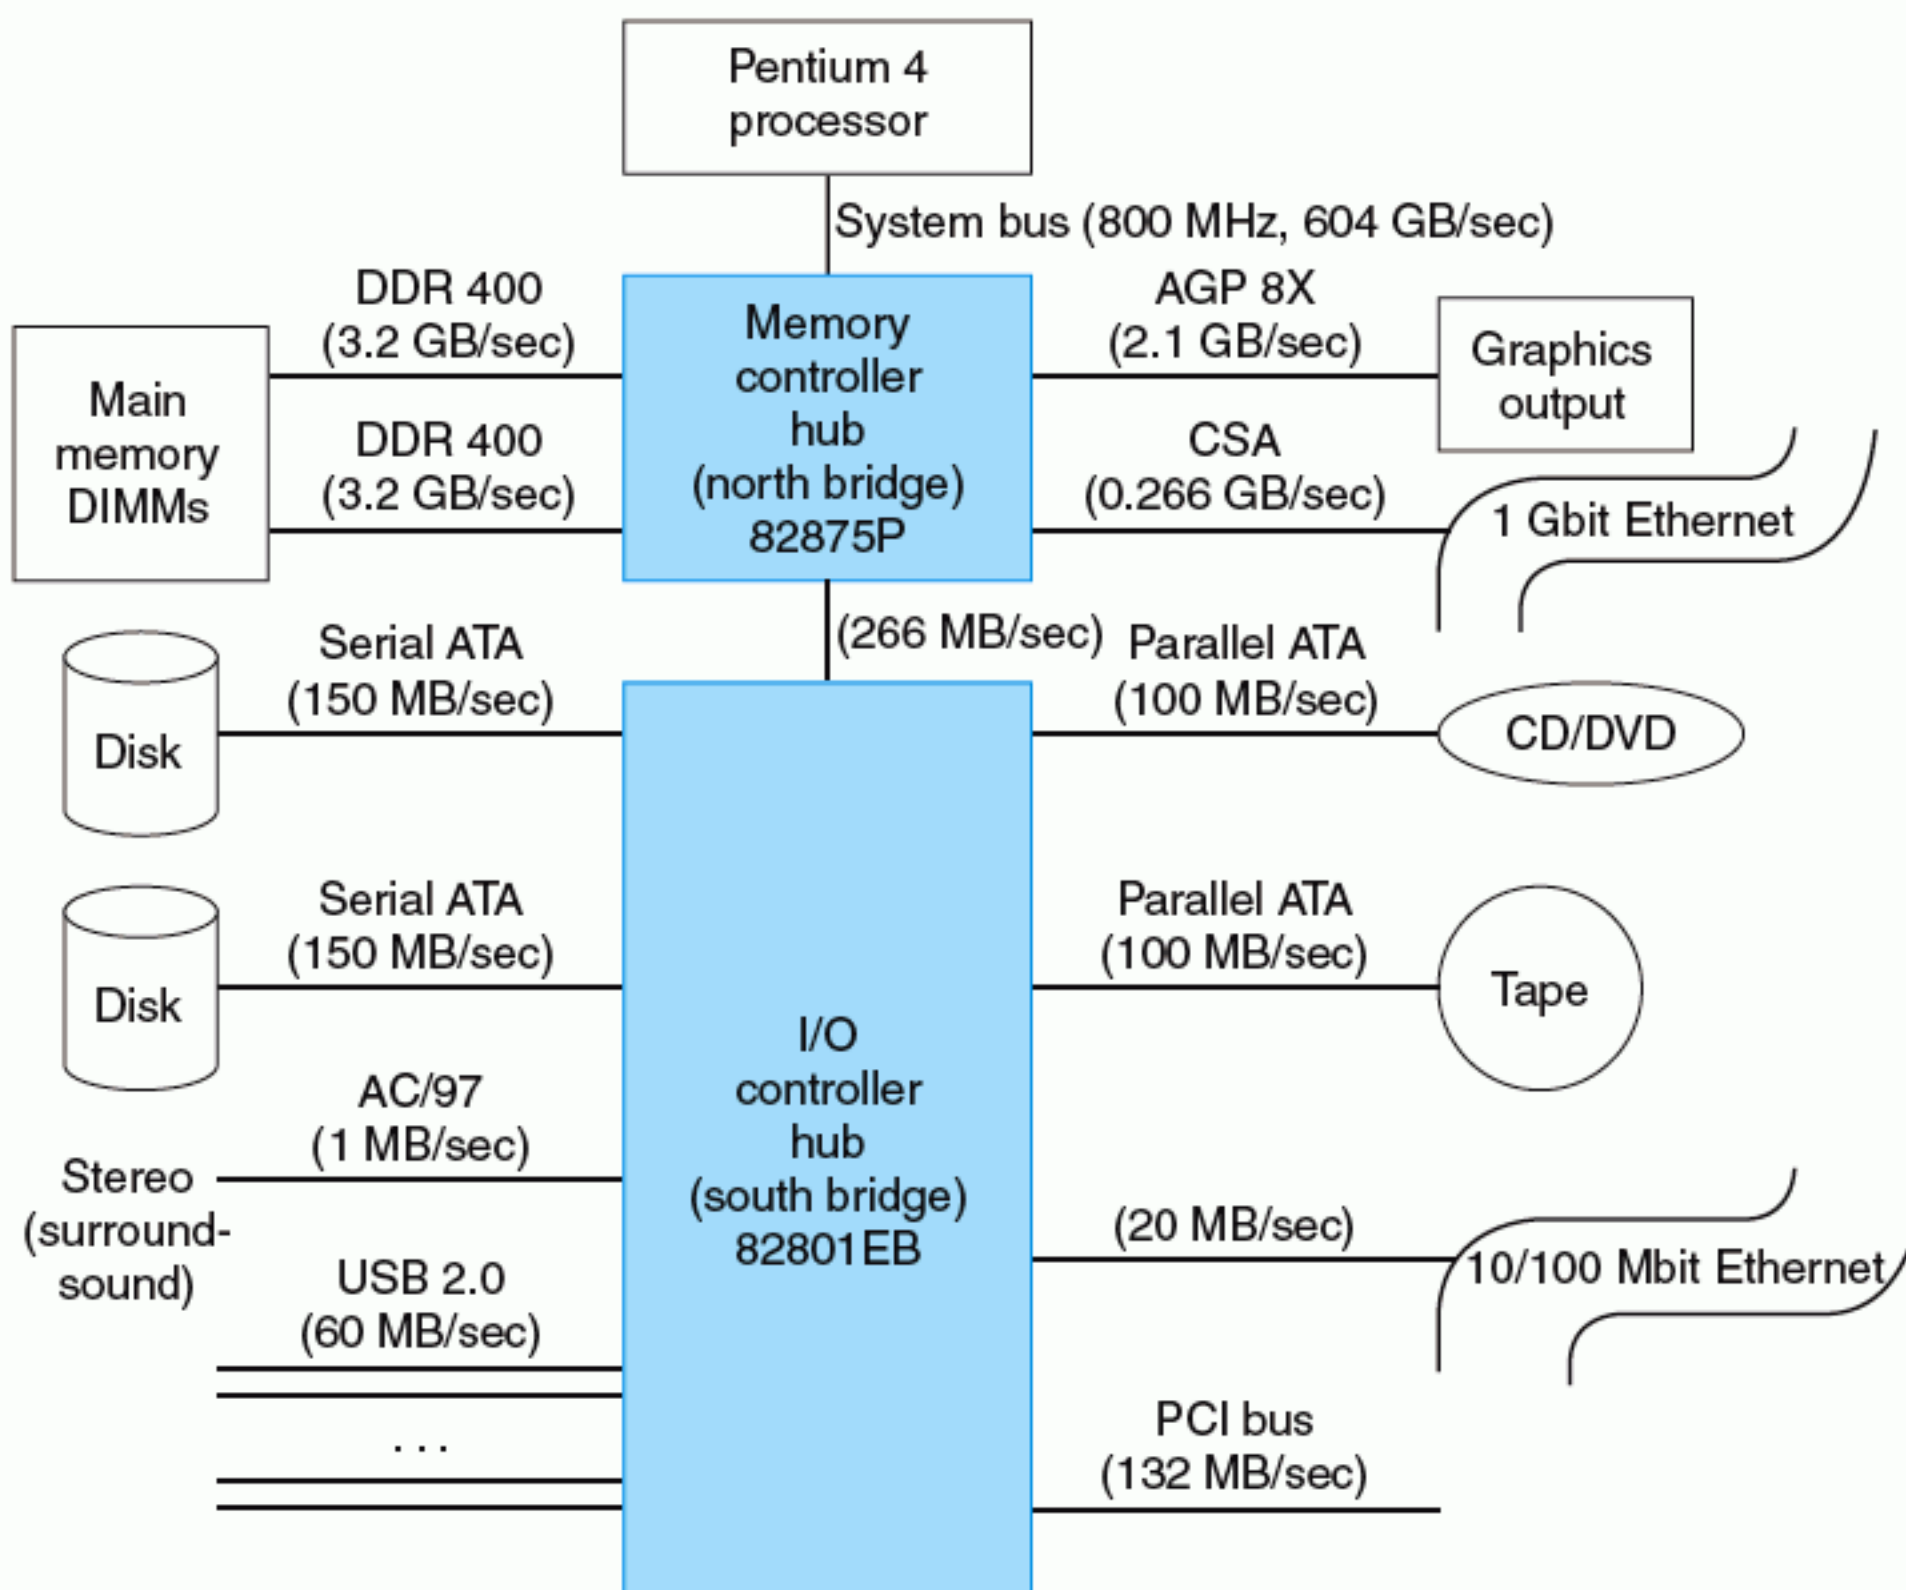 Pentium 4
processor
System bus (800 MHz, 604 GB/sec)
DDR 400
(3.2 GB/sec)
AGP 8X
(2.1 GB/sec)
Main
memory
DIMMs
Memory
controller
hub
(north bridge)
82875P
Graphics
output
DDR 400
(3.2 GB/sec)
CSA
(0.266 GB/sec)
1 Gbit Ethernet
(266 MB/sec)
Serial ATA
(150 MB/sec)
Parallel ATA
(100 MB/sec)
Disk
CD/DVD
Serial ATA
(150 MB/sec)
Parallel ATA
(100 MB/sec)
Disk
Tape
I/O
controller
hub
(south bridge)
82801EB
AC/97
(1 MB/sec)
Stereo
(surround-
sound)
(20 MB/sec)
10/100 Mbit Ethernet
USB 2.0
(60 MB/sec)
. . .
PCI bus
(132 MB/sec)